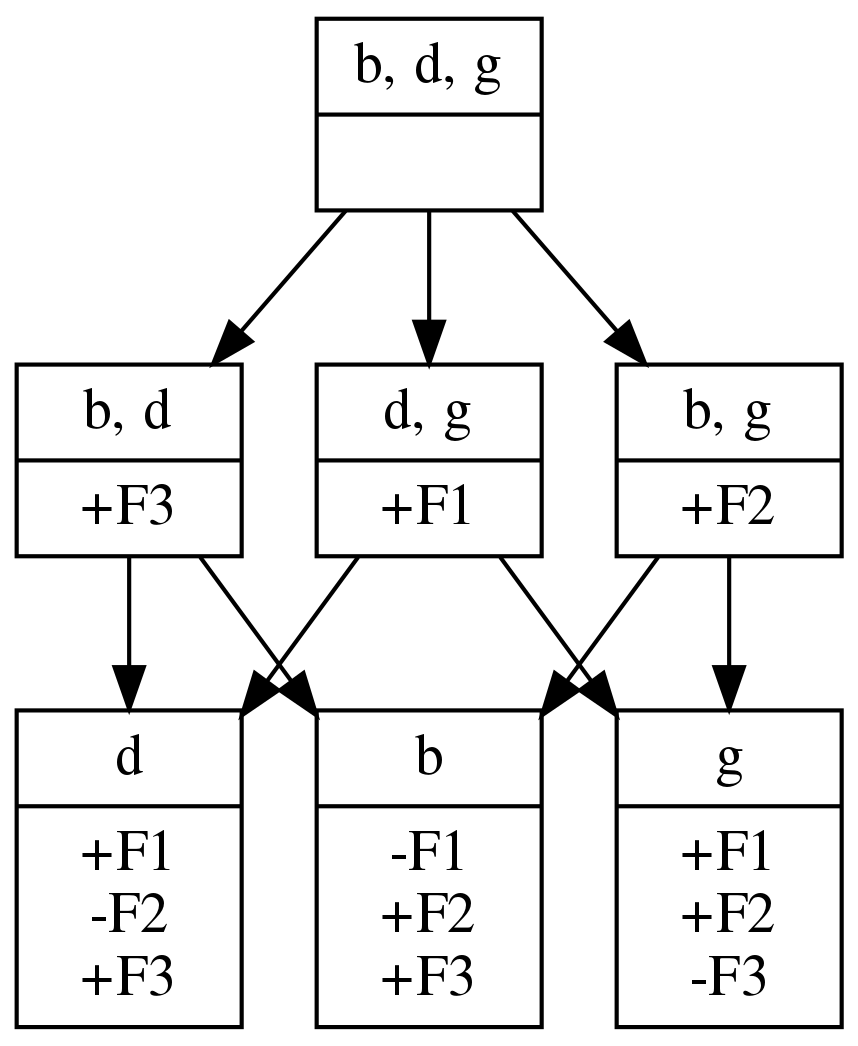 b, d, g
b, d
d, g
b, g
+F3
+F1
+F2
d
b
g
+F1
-F2
+F3
-F1
+F2
+F3
+F1
+F2
-F3